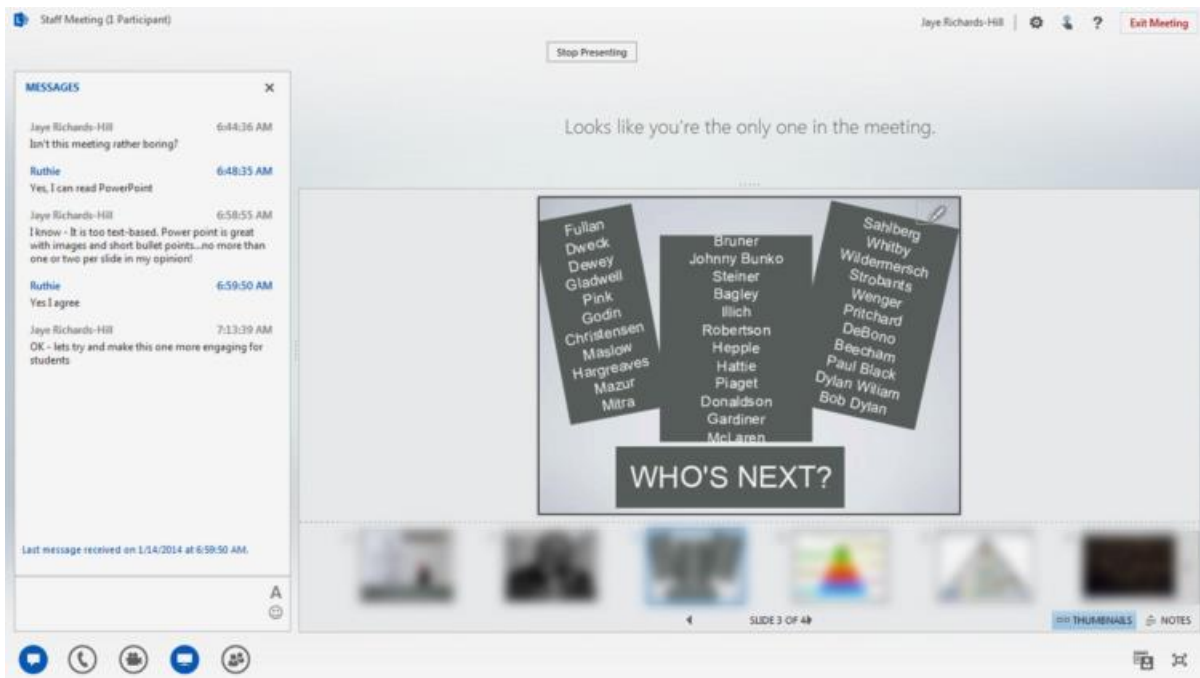 Staff Meeting (1 Participant)
Jaye Richards-Hill
?
Exit Meeting
Stop Presenting
MESSAGES
Jaye Richards-Hill 6:44:36 AM
Isn't this meeting rather boring?
Ruthie 6:48:35 AM
Yes, I can read PowerPoint
Jaye Richards-Hill 6:58:55 AM
I know - It is too text-based. Power point is great
with images and short bullet points...no more than
one or two per slide in my opinion!
Ruthie 6:59:50 AM
Yes I agree
Jaye Richards-Hill 7:13:39 AM
OK - lets try and make this one more engaging for
students
Last message received on 1/14/2014 at 6:59:50 AM.
A
Looks like you're the only one in the meeting.
Fullan
Dweck
Dewey
Gladwell
Pink
Godin
Christensen
Maslow
Hargreaves
Mazur
Mitra
Bruner
Johnny Bunko
Steiner
Bagley
Illich
Robertson
Hepple
Hattie
Piaget
Donaldson
Gardiner
McLaren
Sahlberg
Whitby
Wildermersch
Strobants
Wenger
Pritchard
DeBono
Beecham
Paul Black
Dylan Wiliam
Bob Dylan
WHO'S NEXT?
SLIDE 3 OF
THUMBNAILS
NOTES